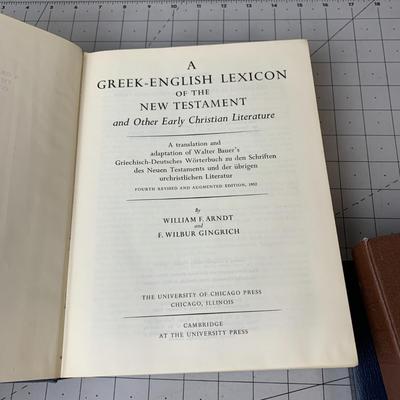 A
GREEK-ENGLISH LEXICON
OF THE
NEW TESTAMENT
and Other Early Christian Literature
A translation and
adaptation of Walter Bauer's
Griechisch-Deutsches Wörterbuch zu den Schriften
des Neuen Testaments und der übrigen
urchristlichen Literatur
FOURTH REVISED AND AUGMENTED EDITION, 1952
By
WILLIAM F. ARNDT
and
F. WILBUR GINGRICH
THE UNIVERSITY OF CHICAGO PRESS
CHICAGO, ILLINOIS
CAMBRIDGE
AT THE UNIVERSITY PRESS